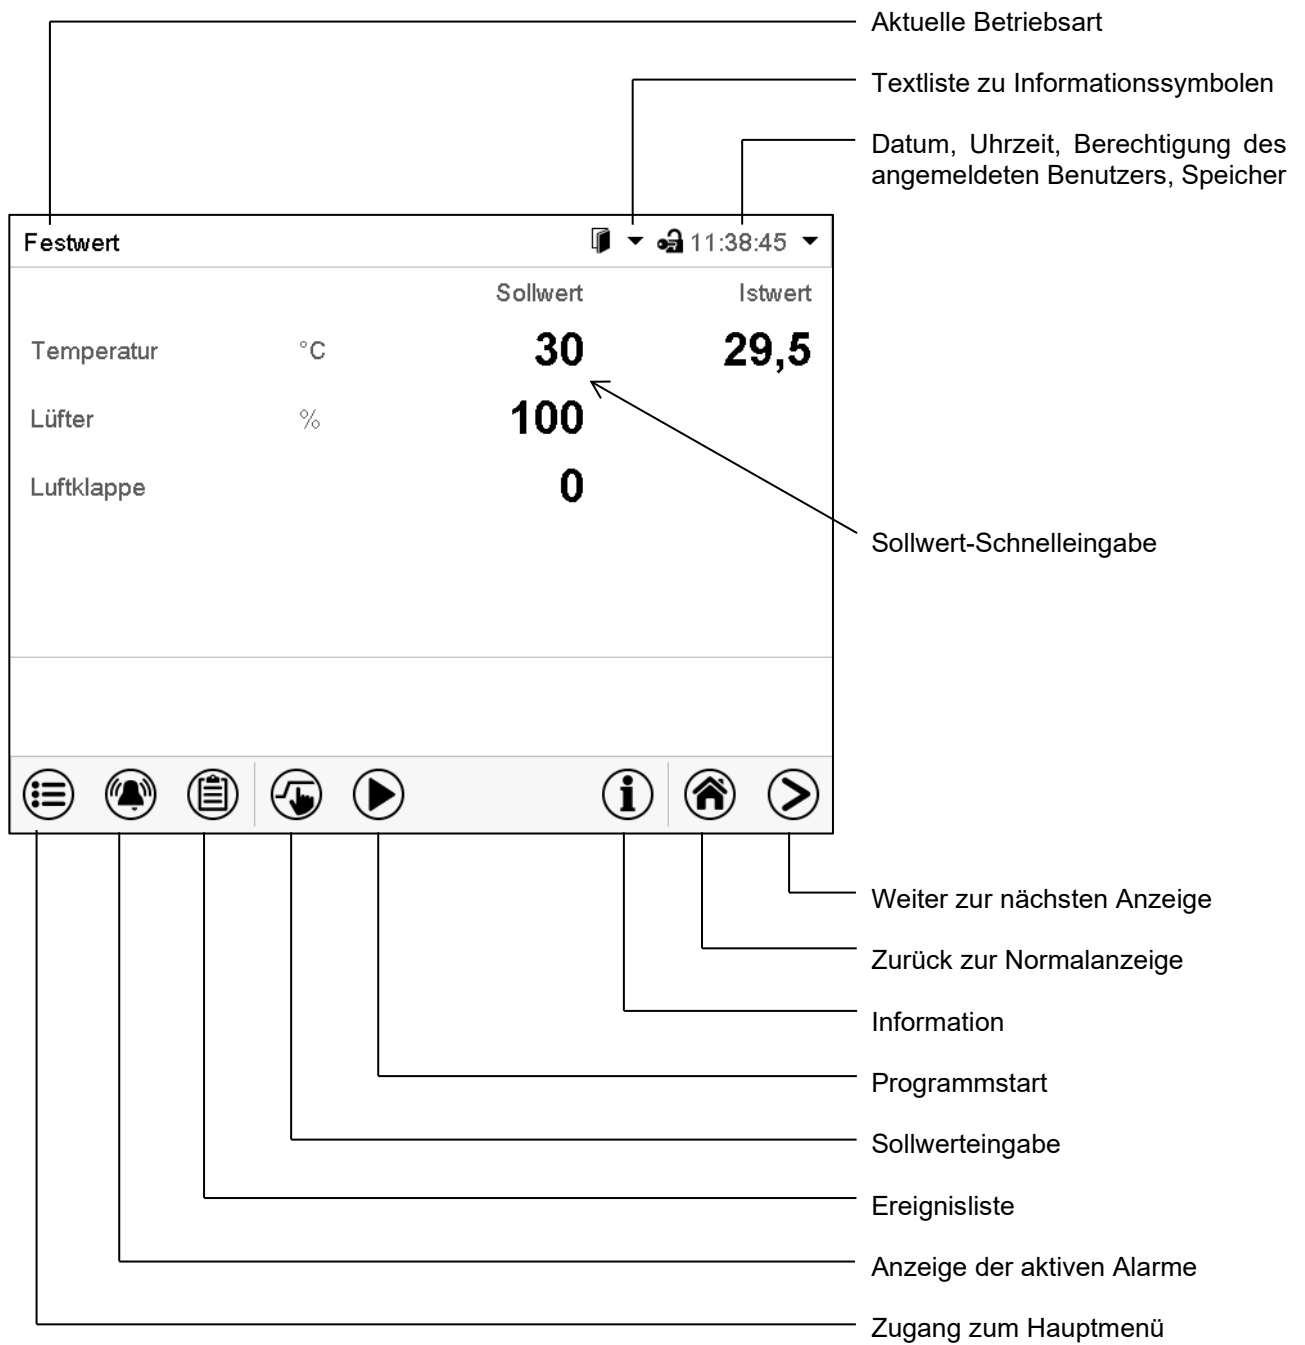 Aktuelle Betriebsart
Textliste zu Informationssymbolen
Datum, Uhrzeit, Berechtigung des
angemeldeten Benutzers, Speicher
Festwert 11:38:45
Sollwert Istwert
Temperatur °C 30 29,5
Lüfter % 100
Luftklappe 0
Sollwert-Schnelleingabe
Weiter zur nächsten Anzeige
Zurück zur Normalanzeige
Information
Programmstart
Sollwerteingabe
Ereignisliste
Anzeige der aktiven Alarme
Zugang zum Hauptmenü